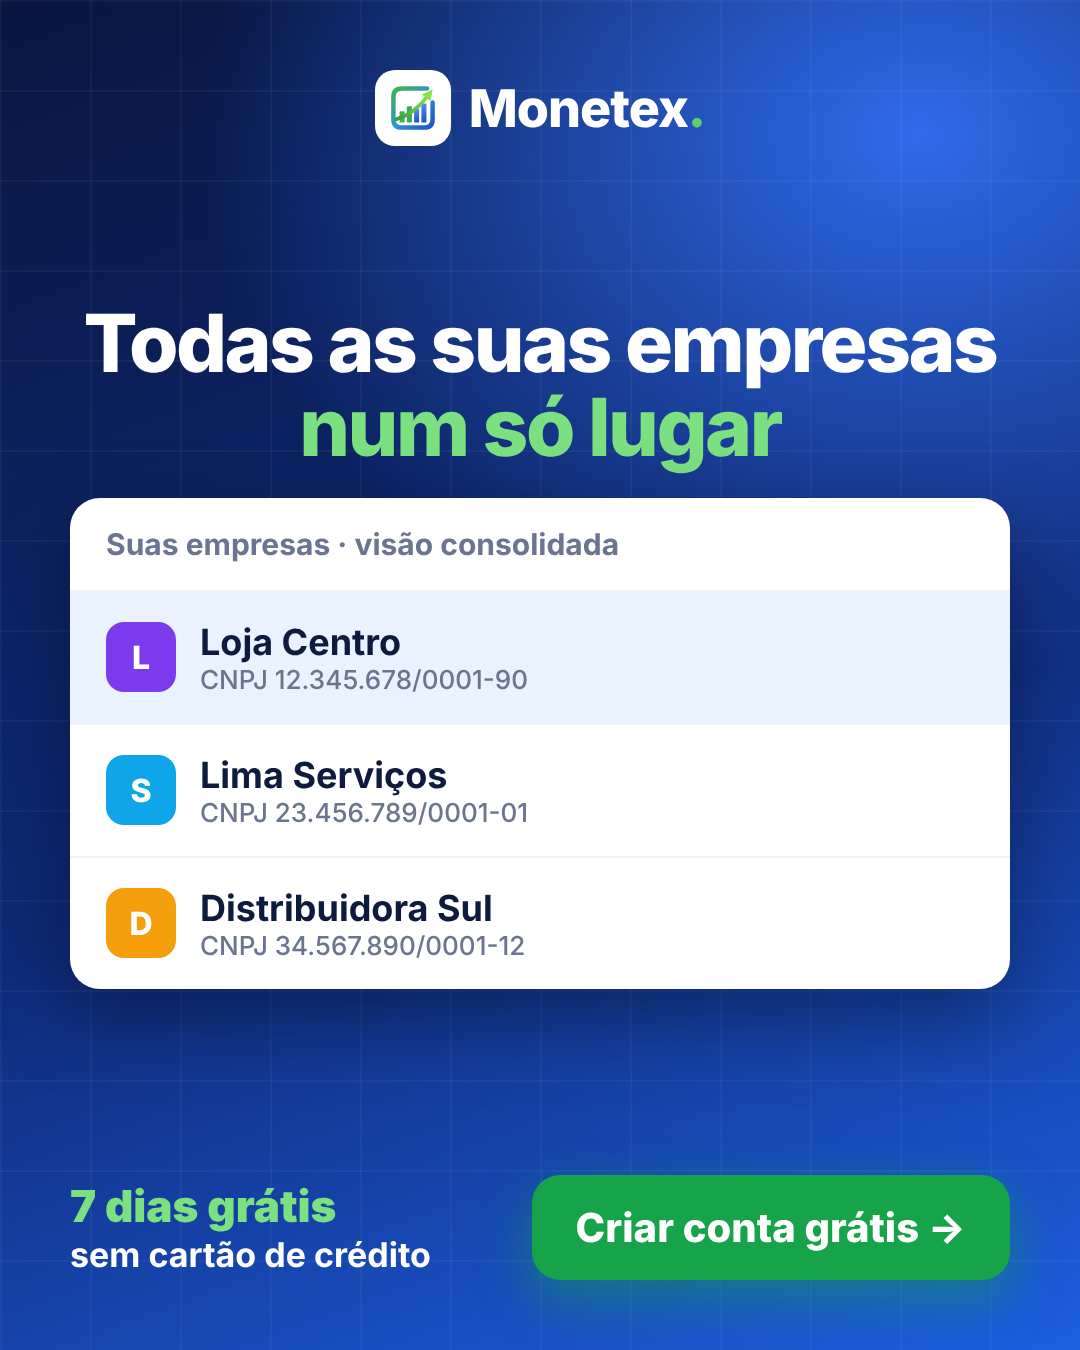 Monetex.
Todas as suas empresas
num só lugar
Suas empresas · visão consolidada
L
Loja Centro
CNPJ 12.345.678/0001-90
S
Lima Serviços
CNPJ 23.456.789/0001-01
D
Distribuidora Sul
CNPJ 34.567.890/0001-12
7 dias grátis
sem cartão de crédito
Criar conta grátis →